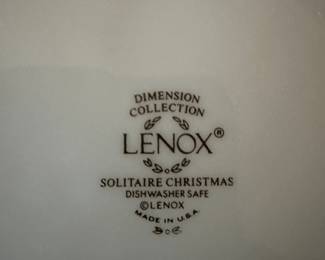 DIMENSION
COLLECTION
LENOX®
SOLITAIRE CHRISTMAS
DISHWASHER SAFE
©LENOX
MADE IN U.S.A.